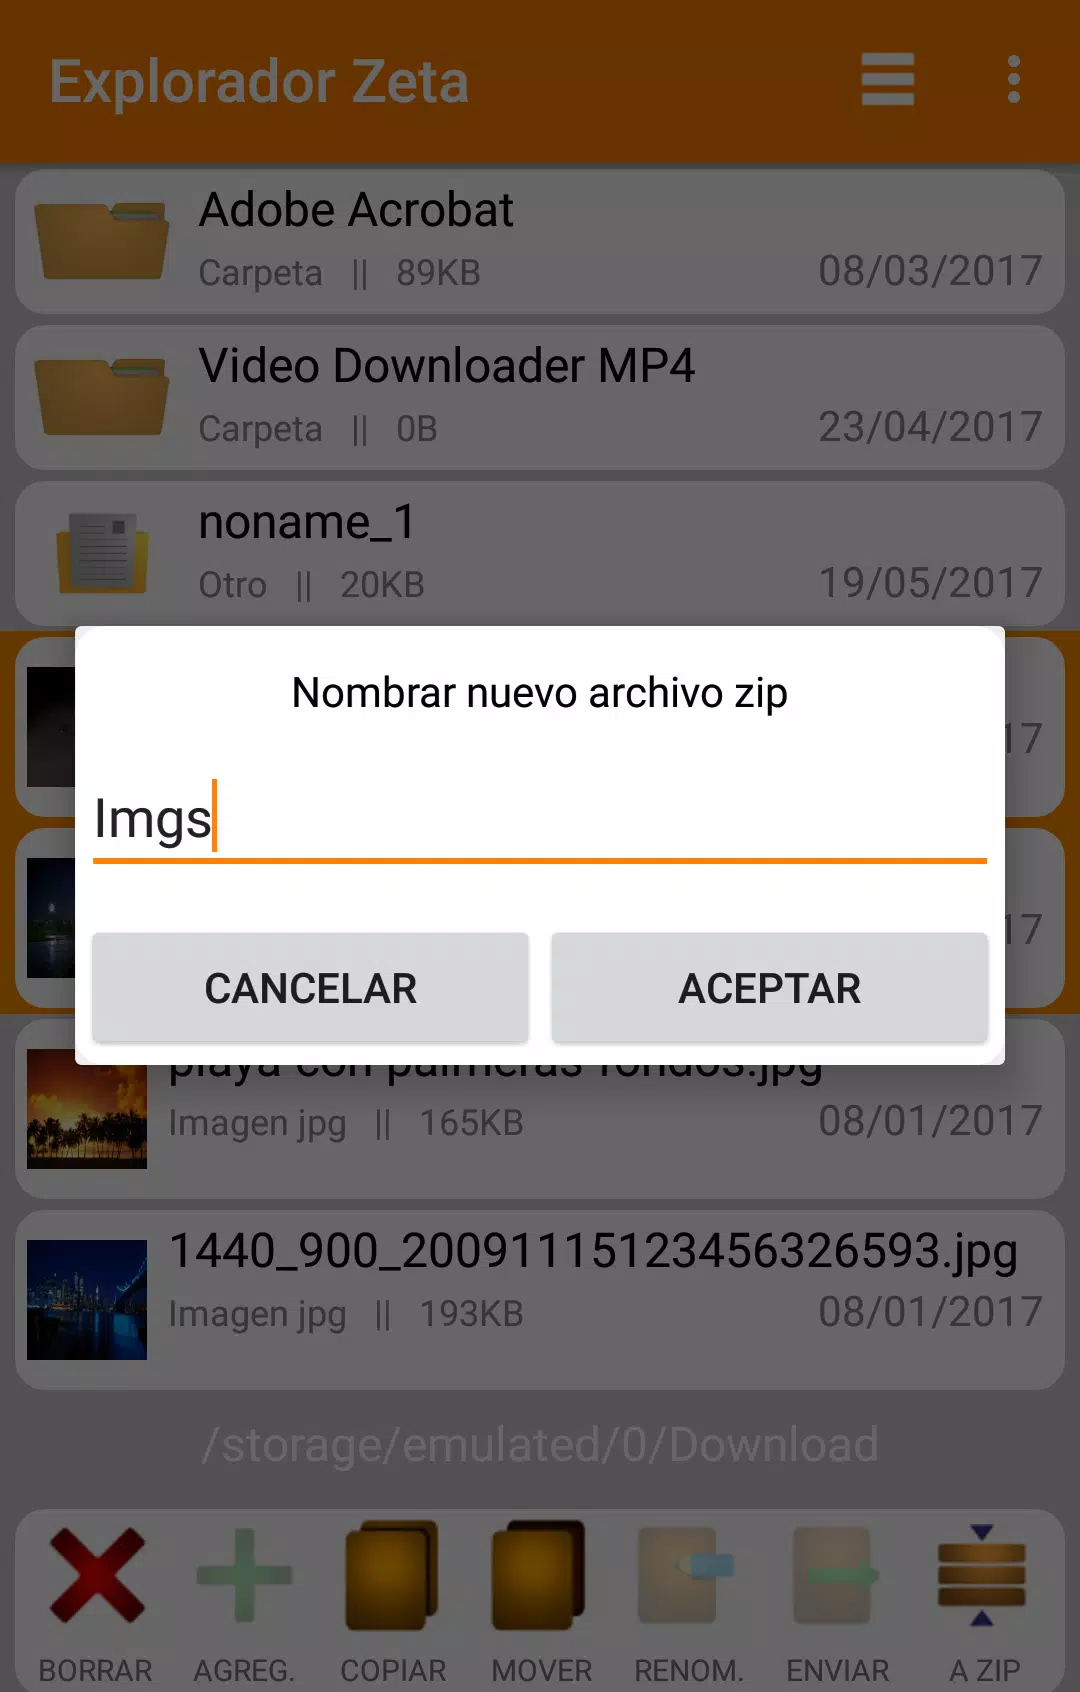 Explorador Zeta
Adobe Acrobat
Carpeta || 89KB 08/03/2017
Video Downloader MP4
Carpeta || 0B 23/04/2017
noname_1
Otro || 20KB 19/05/2017
Nombrar nuevo archivo zip
17
Imgs
17
CANCELAR ACEPTAR
playa con palmeras fondos.jpg
Imagen jpg || 165KB 08/01/2017
1440_900_20091115123456326593.jpg
Imagen jpg || 193KB 08/01/2017
/storage/emulated/0/Download
BORRAR AGREG. COPIAR MOVER RENOM. ENVIAR A ZIP